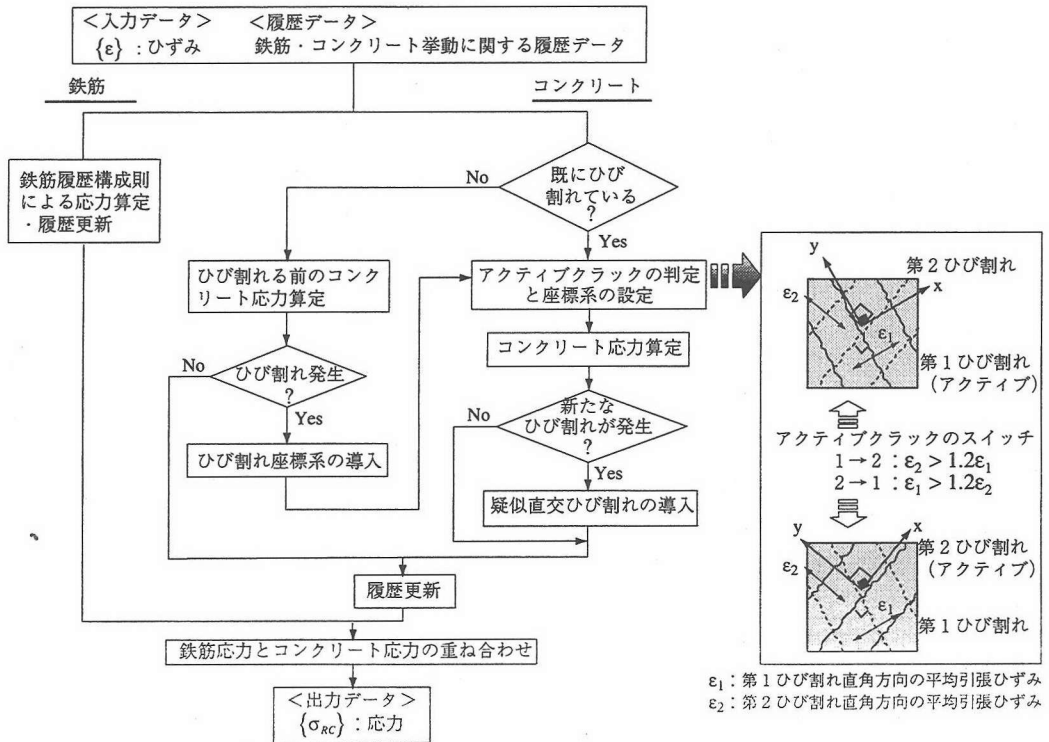 ＜入力データ＞ ＜履歴データ＞
{ε}：ひずみ 鉄筋・コンクリート挙動に関する履歴データ
鉄筋
コンクリート
鉄筋履歴構成則
による応力算定
・履歴更新
既にひび
割れている
?
No
Yes
ひび割れる前のコンク
リート応力算定
アクティブクラックの判定
と座標系の設定
コンクリート応力算定
ひび割れ発生
?
No
Yes
新たな
ひび割れが発生
?
No
Yes
ひび割れ座標系の導入
疑似直交ひび割れの導入
履歴更新
鉄筋応力とコンクリート応力の重ね合わせ
＜出力データ＞
{σRC}：応力
y
第2ひび割れ
x
ε2
ε1
第1ひび割れ
（アクティブ）
アクティブクラックのスイッチ
1→2：ε2 > 1.2ε1
2→1：ε1 > 1.2ε2
y
x
第2ひび割れ
（アクティブ）
ε2
ε1
第1ひび割れ
ε1：第1ひび割れ直角方向の平均引張ひずみ
ε2：第2ひび割れ直角方向の平均引張ひずみ